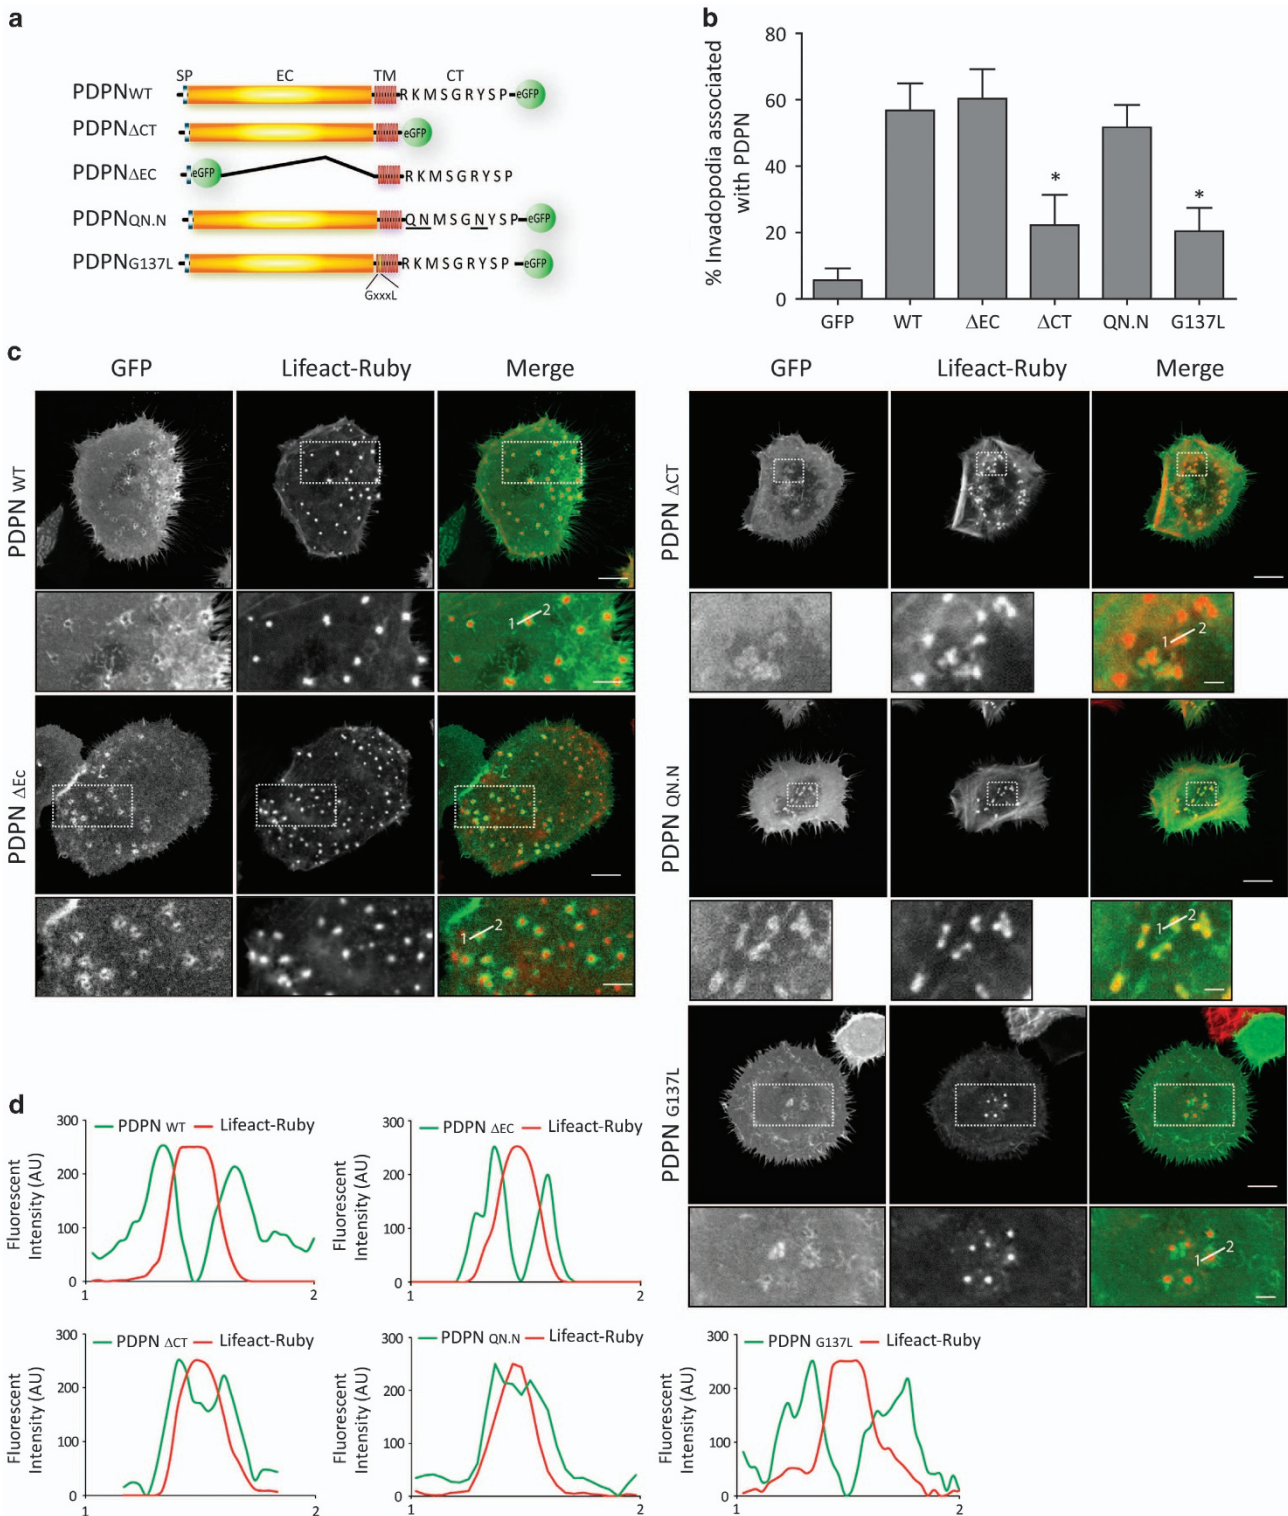 a
SP EC TM CT
PDPNWT RKMSGRYSP eGFP
PDPNΔCT eGFP
PDPNΔEC eGFP RKMSGRYSP
PDPNQN.N QNMSGNYSP eGFP
PDPNG137L RKMSGRYSP eGFP
GxxxL
b
% Invadopodia associated
with PDPN
80
60
40
20
0
* *
GFP WT ΔEC ΔCT QN.N G137L
c
GFP Lifeact-Ruby Merge
PDPN WT
1 2
PDPN ΔEC
1 2
GFP Lifeact-Ruby Merge
PDPN ΔCT
1 2
PDPN QN.N
1 2
PDPN G137L
1 2
d
Fluorescent
Intensity (AU)
300
200
100
0
PDPN WT Lifeact-Ruby
1 2
Fluorescent
Intensity (AU)
300
200
100
0
PDPN ΔEC Lifeact-Ruby
1 2
Fluorescent
Intensity (AU)
300
200
100
0
PDPN ΔCT Lifeact-Ruby
1 2
Fluorescent
Intensity (AU)
300
200
100
0
PDPN QN.N Lifeact-Ruby
1 2
Fluorescent
Intensity (AU)
300
200
100
0
PDPN G137L Lifeact-Ruby
1 2